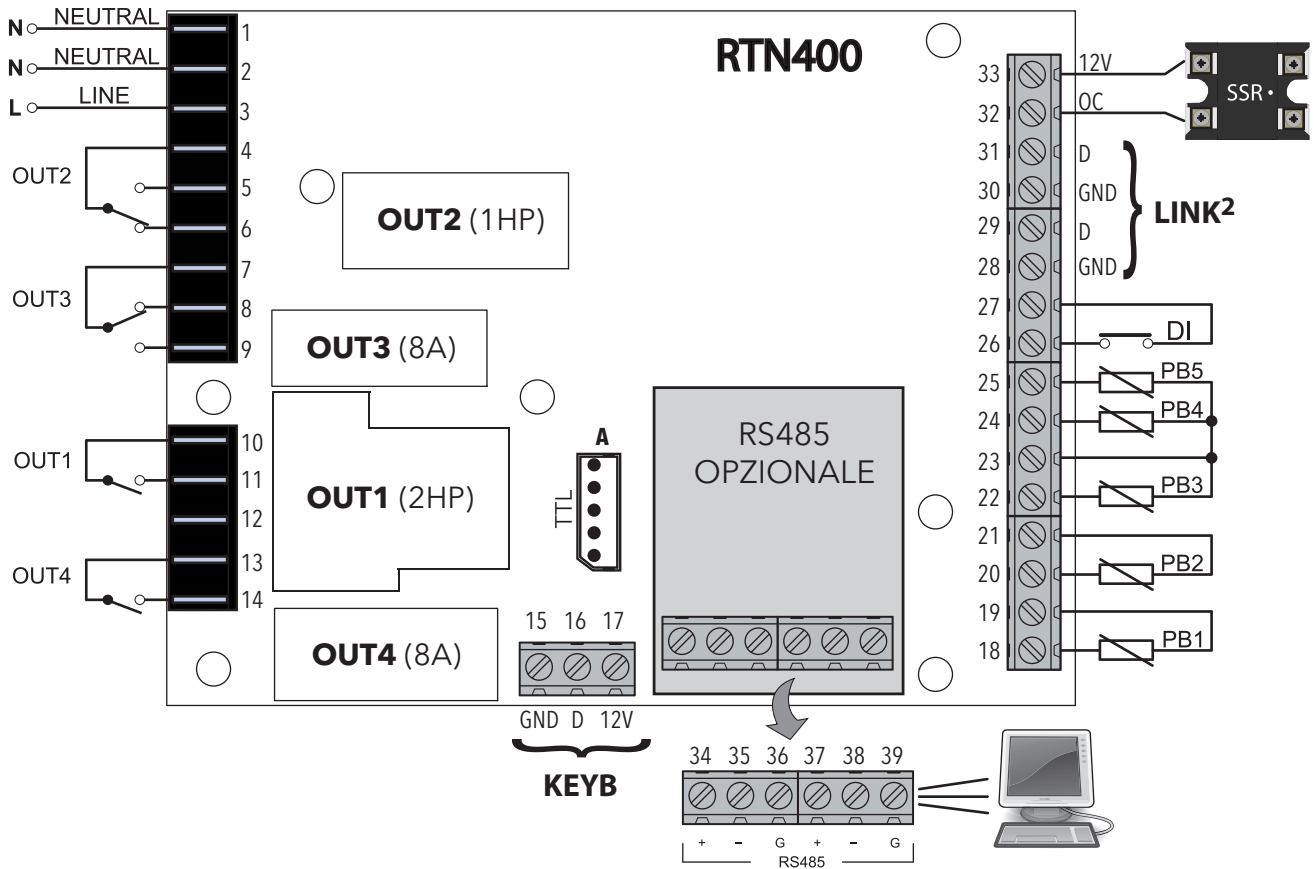 RTN400
N NEUTRAL 1
N NEUTRAL 2
L LINE 3
4
OUT2 5
6
7
OUT3 8
9
10
OUT1 11
12
13
OUT4 14
OUT2 (1HP)
OUT3 (8A)
OUT1 (2HP)
OUT4 (8A)
A
TTL
15 16 17
GND D 12V
KEYB
RS485
OPZIONALE
33 12V
32 OC
SSR
31 D
30 GND
29 D
28 GND
LINK²
27
26 DI
25 PB5
24 PB4
23
22 PB3
21
20 PB2
19
18 PB1
34 35 36 37 38 39
+ - G + - G
RS485